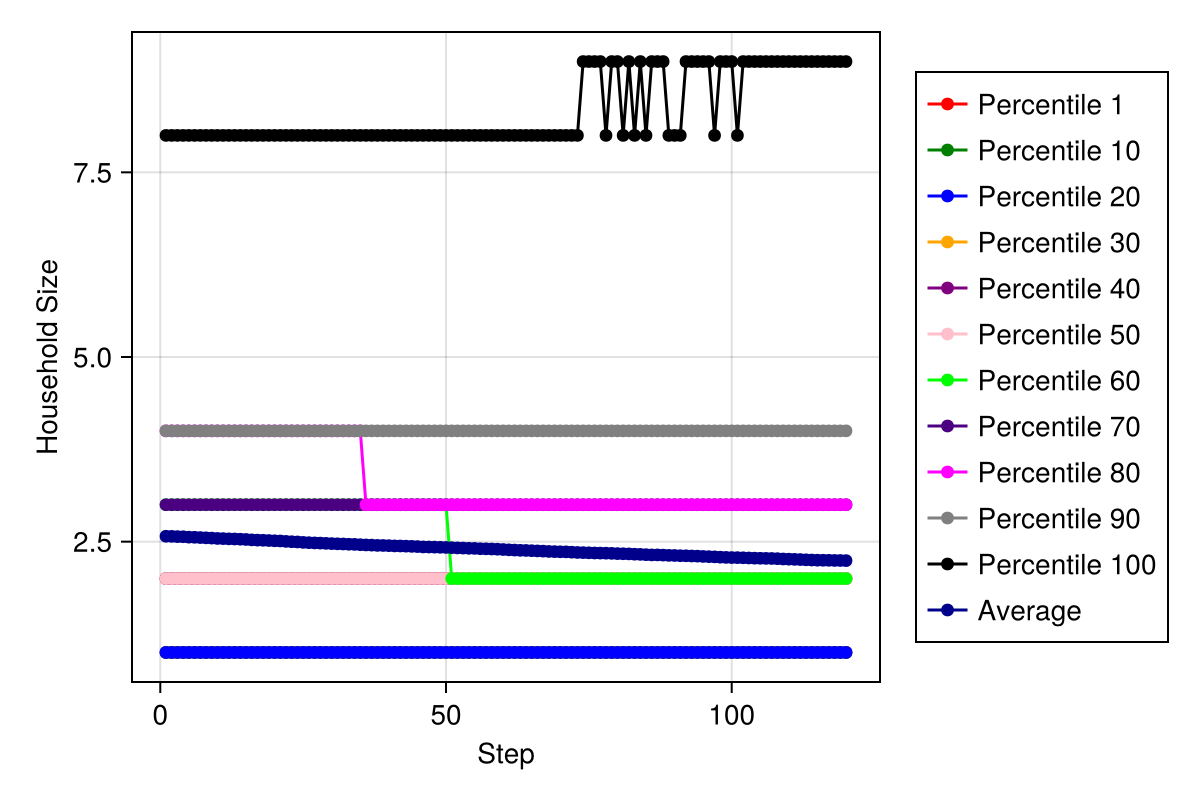 Household Size
7.5
5.0
2.5
0
50
100
Step
Percentile 1
Percentile 10
Percentile 20
Percentile 30
Percentile 40
Percentile 50
Percentile 60
Percentile 70
Percentile 80
Percentile 90
Percentile 100
Average